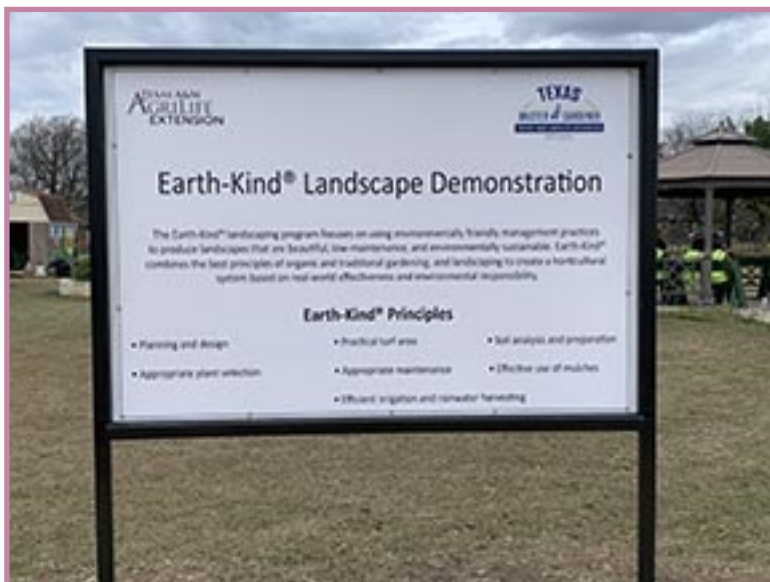 TEXAS A&M
AGRILIFE
EXTENSION
TEXAS
MASTER GARDENER
Earth-Kind® Landscape Demonstration
The Earth-Kind® landscaping program focuses on using environmentally friendly management practices
to produce landscapes that are beautiful, low-maintenance, and environmentally sustainable. Earth-Kind®
combines the best principles of organic and traditional gardening, and landscaping to create a horticultural
system based on real-world effectiveness and environmental responsibility.
Earth-Kind® Principles
• Planning and design
• Practical turf area
• Soil analysis and preparation
• Appropriate plant selection
• Appropriate maintenance
• Effective use of mulches
• Efficient irrigation and rainwater harvesting